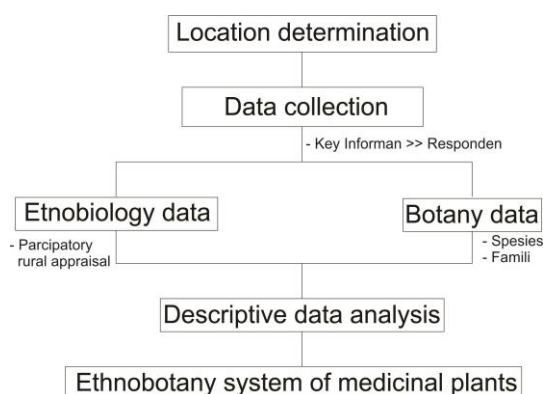 Location determination
Data collection
- Key Informan >> Responden
Etnobiology data
- Parcipatory
rural appraisal
Botany data
- Spesies
- Famili
Descriptive data analysis
Ethnobotany system of medicinal plants